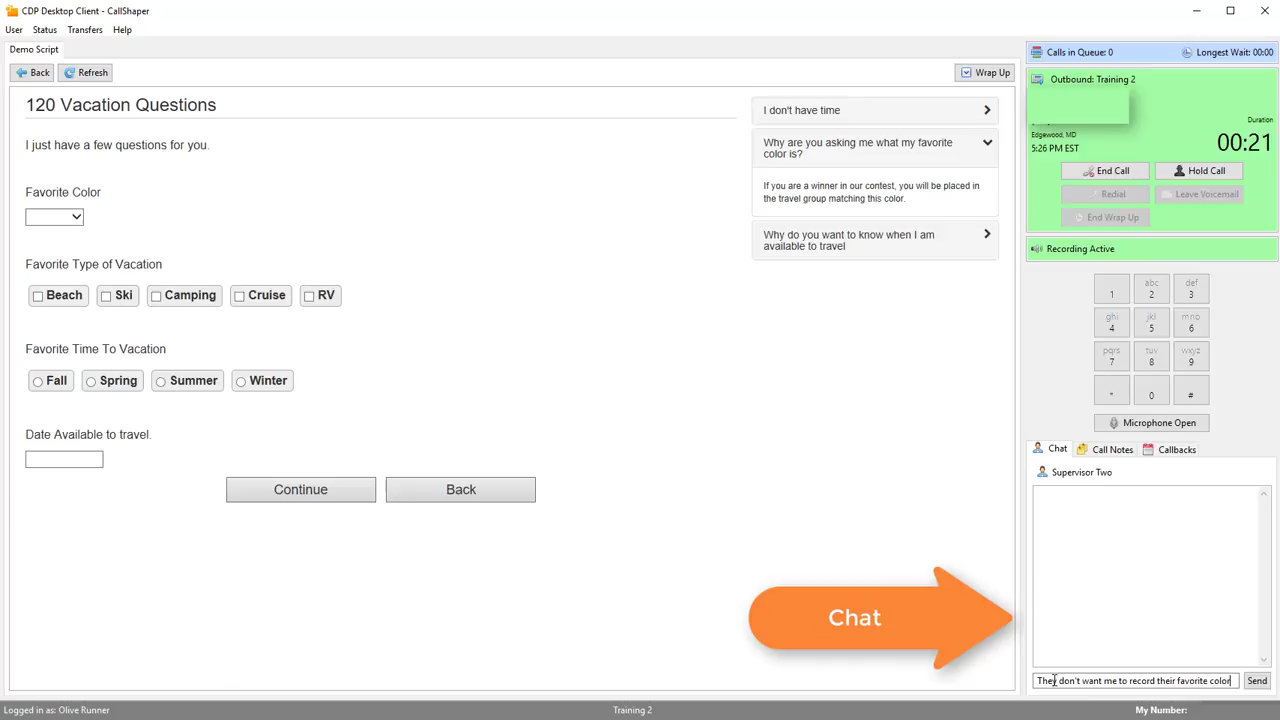 CDP Desktop Client - CallShaper
User Status Transfers Help
Demo Script
Back Refresh Wrap Up
120 Vacation Questions
I just have a few questions for you.
Favorite Color
Favorite Type of Vacation
Beach Ski Camping Cruise RV
Favorite Time To Vacation
Fall Spring Summer Winter
Date Available to travel.
Continue Back
I don't have time
Why are you asking me what my favorite
color is?
If you are a winner in our contest, you will be placed in
the travel group matching this color.
Why do you want to know when I am
available to travel
Calls in Queue: 0 Longest Wait: 00:00
Outbound: Training 2
Duration
Edgewood, MD
5:26 PM EST 00:21
End Call Hold Call
Redial Leave Voicemail
End Wrap Up
Recording Active
abc def
1 2 3
ghi jkl mno
4 5 6
pqrs tuv wxyz
7 8 9
* 0 #
Microphone Open
Chat Call Notes Callbacks
Supervisor Two
Chat
They don't want me to record their favorite color Send
Logged in as: Olive Runner Training 2 My Number: